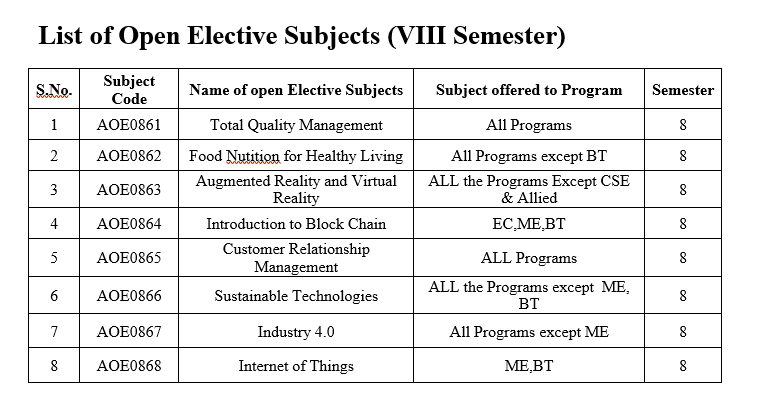 List of Open Elective Subjects (VIII Semester)
S.No. Subject Code Name of open Elective Subjects Subject offered to Program Semester
1 AOE0861 Total Quality Management All Programs 8
2 AOE0862 Food Nutition for Healthy Living All Programs except BT 8
3 AOE0863 Augmented Reality and Virtual Reality ALL the Programs Except CSE & Allied 8
4 AOE0864 Introduction to Block Chain EC,ME,BT 8
5 AOE0865 Customer Relationship Management ALL Programs 8
6 AOE0866 Sustainable Technologies ALL the Programs except ME, BT 8
7 AOE0867 Industry 4.0 All Programs except ME 8
8 AOE0868 Internet of Things ME,BT 8